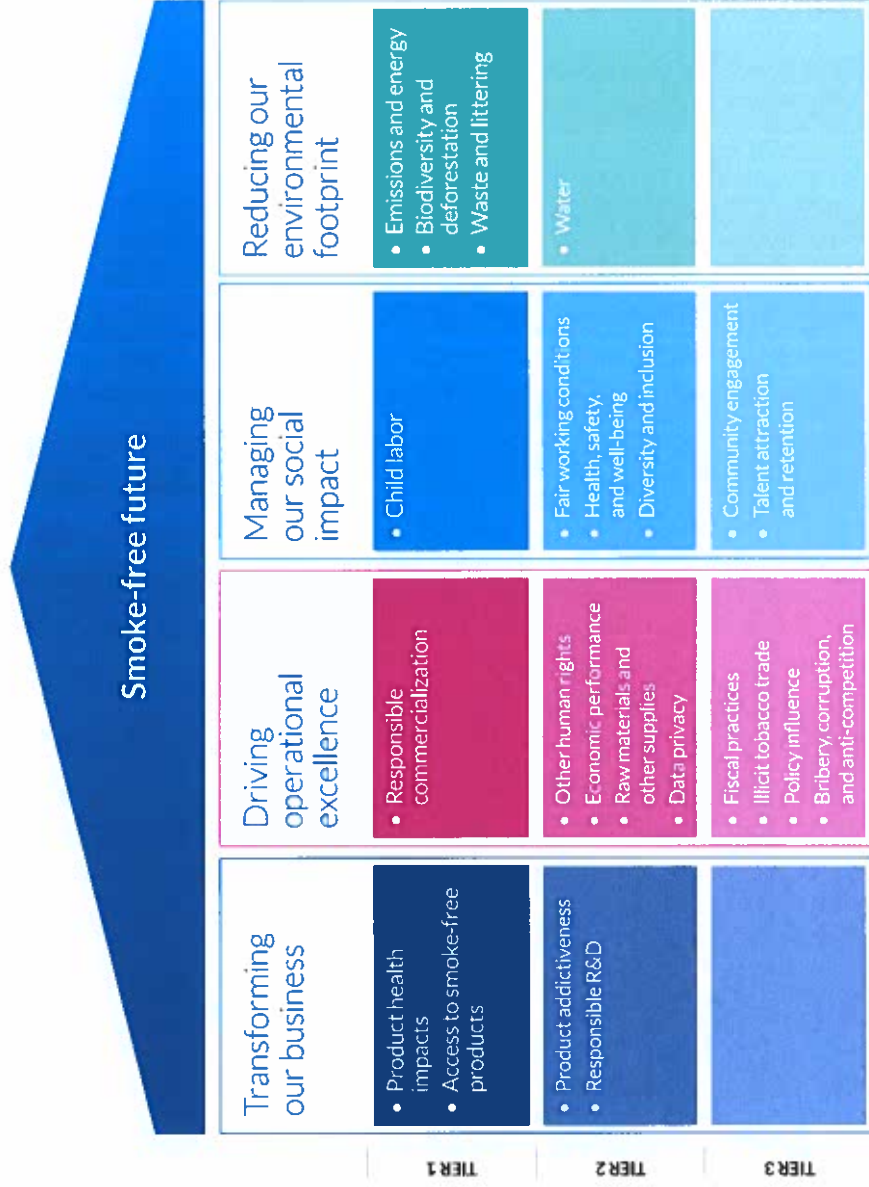 Smoke-free future
Transforming
our business
Driving
operational
excellence
Managing
our social
impact
Reducing our
environmental
footprint
TIER 1
• Product health
impacts
• Access to smoke-free
products
• Responsible
commercialization
• Child labor
• Emissions and energy
• Biodiversity and
deforestation
• Waste and littering
TIER 2
• Product addictiveness
• Responsible R&D
• Other human rights
• Economic performance
• Raw materials and
other supplies
• Data privacy
• Fair working conditions
• Health, safety,
and well-being
• Diversity and inclusion
• Water
TIER 3
• Fiscal practices
• Illicit tobacco trade
• Policy influence
• Bribery, corruption,
and anti-competition
• Community engagement
• Talent attraction
and retention